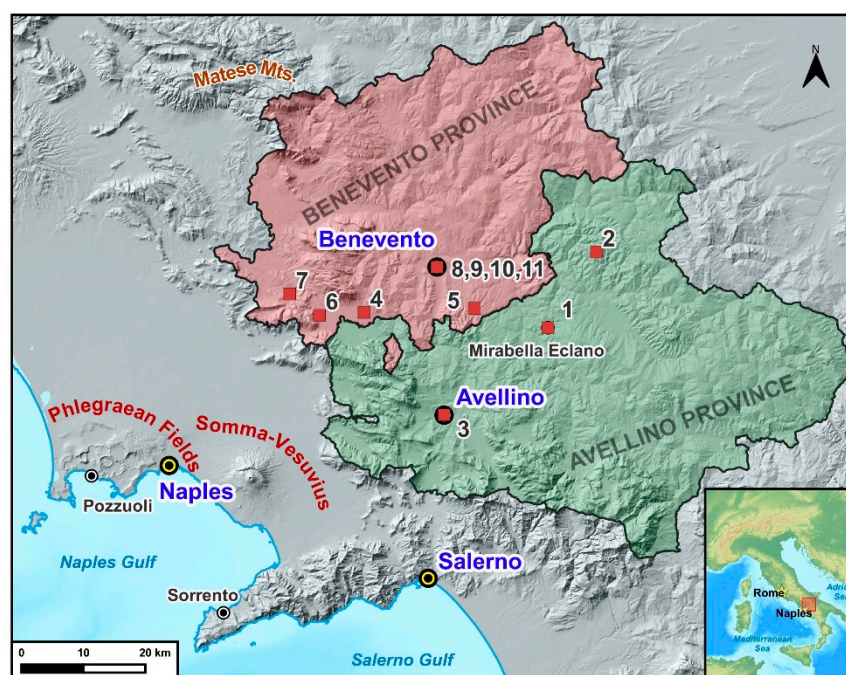 Matese Mts.
N
BENEVENTO PROVINCE
Benevento
2
8,9,10,11
7
6
4
5
1
Mirabella Eclano
Avellino
3
AVELLINO PROVINCE
Phlegraean Fields
Somma-Vesuvius
Naples
Pozzuoli
Naples Gulf
Salerno
Sorrento
Salerno Gulf
0 10 20 km
Rome
Naples
Adria
Sea
Mediterranean
Sea